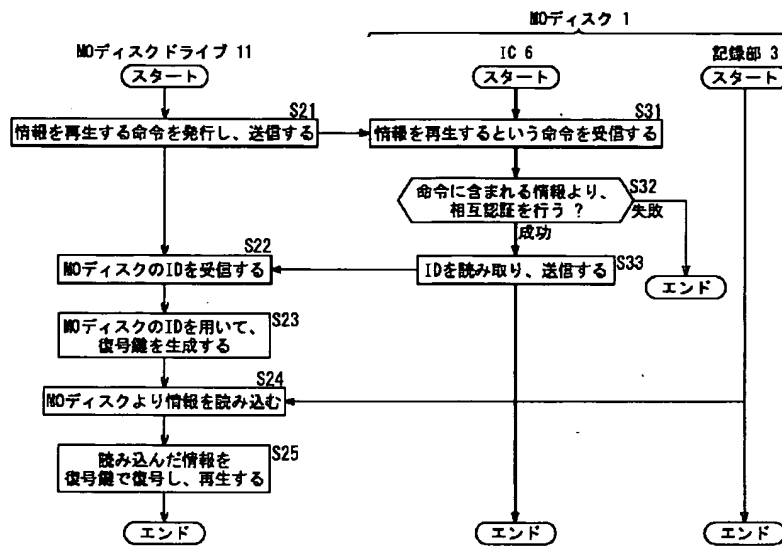 MOディスク 1
MOディスクドライブ 11
IC 6
記録部 3
スタート
スタート
スタート
S21
情報を再生する命令を発行し、送信する
S31
情報を再生するという命令を受信する
S32
命令に含まれる情報より、
相互認証を行う ?
失敗
成功
S22
MOディスクのIDを受信する
S33
IDを読み取り、送信する
エンド
S23
MOディスクのIDを用いて、
復号鍵を生成する
S24
MOディスクより情報を読み込む
S25
読み込んだ情報を
復号鍵で復号し、再生する
エンド
エンド
エンド